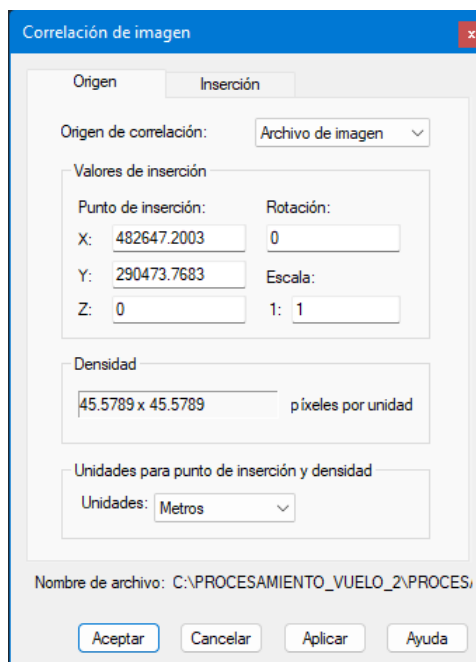 Correlación de imagen x
Origen Inserción
Origen de correlación: Archivo de imagen
Valores de inserción
Punto de inserción: Rotación:
X: 482647.2003 0
Y: 290473.7683 Escala:
Z: 0 1: 1
Densidad
45.5789 x 45.5789 píxeles por unidad
Unidades para punto de inserción y densidad
Unidades: Metros
Nombre de archivo: C:\PROCESAMIENTO_VUELO_2\PROCESA
Aceptar Cancelar Aplicar Ayuda